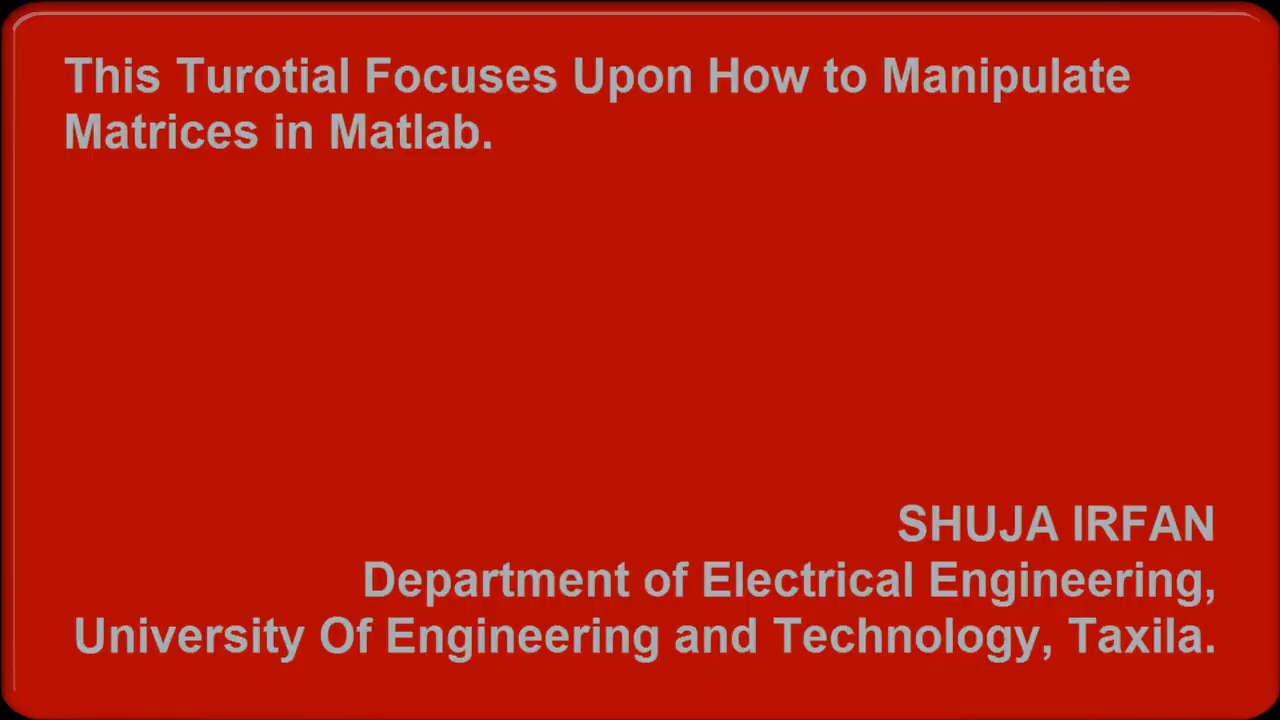 This Turotial Focuses Upon How to Manipulate
Matrices in Matlab.
SHUJA IRFAN
Department of Electrical Engineering,
University Of Engineering and Technology, Taxila.